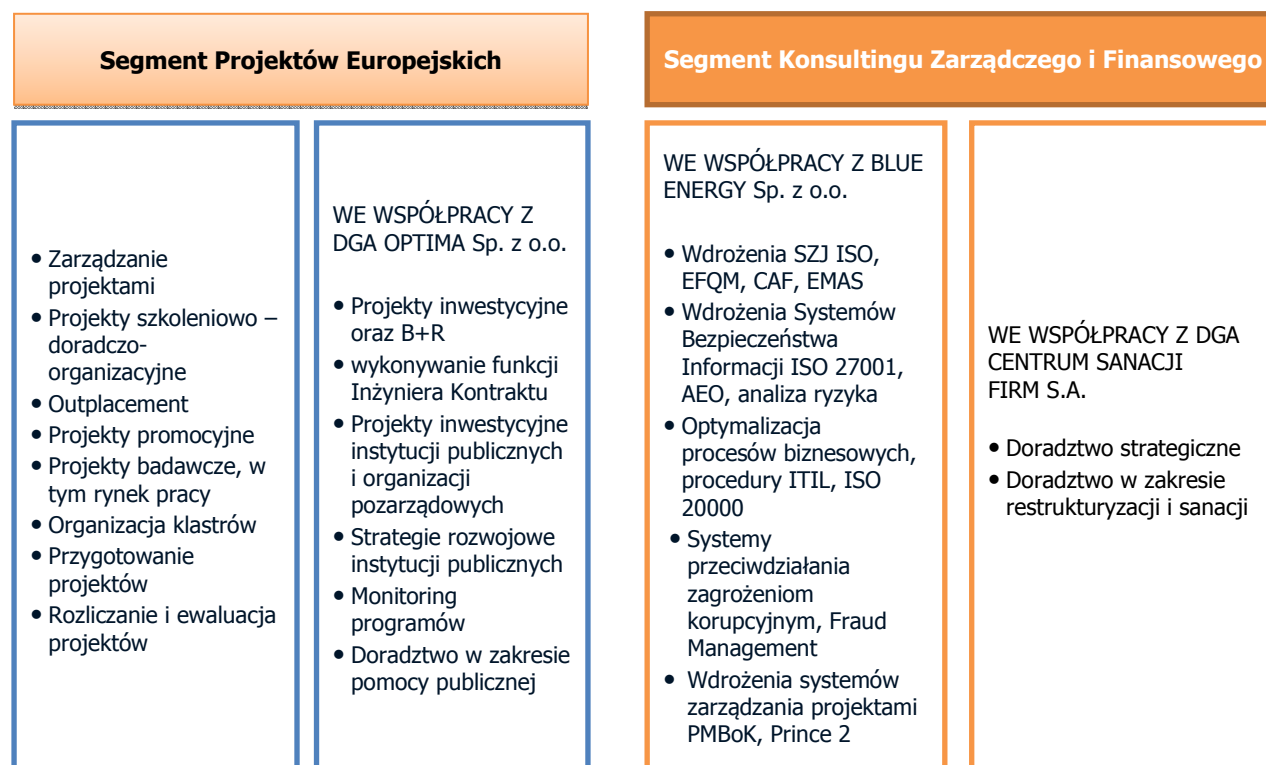 Segment Projektów Europejskich
Segment Konsultingu Zarządczego i Finansowego
• Zarządzanie
projektami
• Projekty szkoleniowo –
doradczo-
organizacyjne
• Outplacement
• Projekty promocyjne
• Projekty badawcze, w
tym rynek pracy
• Organizacja klastrów
• Przygotowanie
projektów
• Rozliczanie i ewaluacja
projektów
WE WSPÓŁPRACY Z
DGA OPTIMA Sp. z o.o.
• Projekty inwestycyjne
oraz B+R
• wykonywanie funkcji
Inżyniera Kontraktu
• Projekty inwestycyjne
instytucji publicznych
i organizacji
pozarządowych
• Strategie rozwojowe
instytucji publicznych
• Monitoring
programów
• Doradztwo w zakresie
pomocy publicznej
WE WSPÓŁPRACY Z BLUE
ENERGY Sp. z o.o.
• Wdrożenia SZJ ISO,
EFQM, CAF, EMAS
• Wdrożenia Systemów
Bezpieczeństwa
Informacji ISO 27001,
AEO, analiza ryzyka
• Optymalizacja
procesów biznesowych,
procedury ITIL, ISO
20000
• Systemy
przeciwdziałania
zagrożeniom
korupcyjnym, Fraud
Management
• Wdrożenia systemów
zarządzania projektami
PMBoK, Prince 2
WE WSPÓŁPRACY Z DGA
CENTRUM SANACJI
FIRM S.A.
• Doradztwo strategiczne
• Doradztwo w zakresie
restrukturyzacji i sanacji